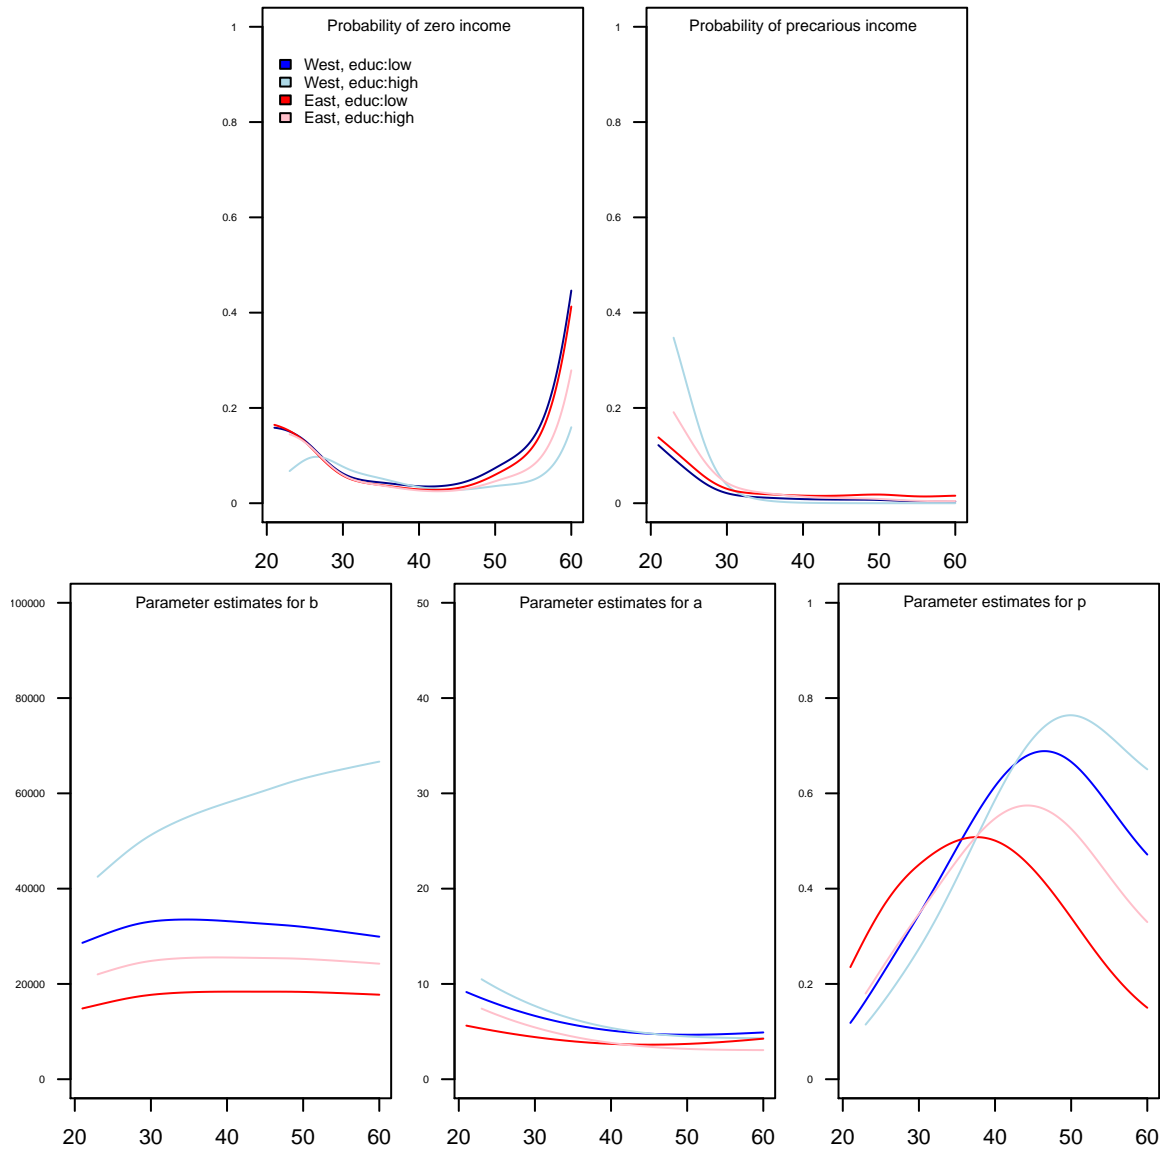 Probability of zero income
1
0.8
0.6
0.4
0.2
0
West, educ:low
West, educ:high
East, educ:low
East, educ:high
20 30 40 50 60
Probability of precarious income
1
0.8
0.6
0.4
0.2
0
20 30 40 50 60
Parameter estimates for b
100000
80000
60000
40000
20000
0
20 30 40 50 60
Parameter estimates for a
50
40
30
20
10
0
20 30 40 50 60
Parameter estimates for p
1
0.8
0.6
0.4
0.2
0
20 30 40 50 60